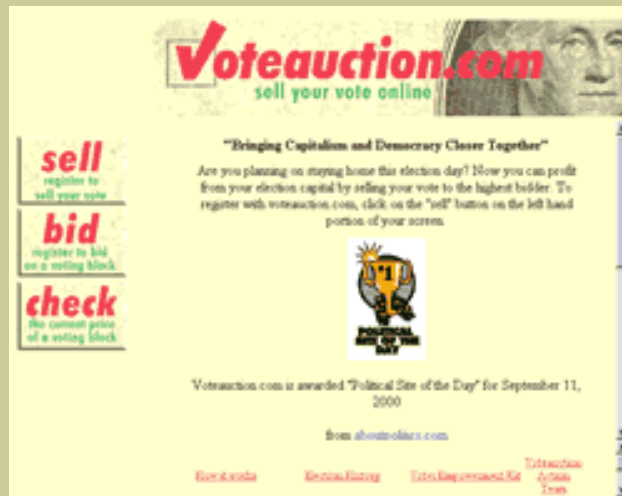 Voteauction.com
sell your vote online
sell
register to
sell your vote
bid
register to bid
on a voting block
check
the current price
of a voting block
"Bringing Capitalism and Democracy Closer Together"
Are you planning on staying home this election day? Now you can profit
from your election capital by selling your vote to the highest bidder. To
register with voteauction.com, click on the "sell" button on the left hand
portion of your screen.
#1
POLITICAL
SITE OF THE
DAY
Voteauction.com is awarded "Political Site of the Day" for September 11,
2000
from aboutpolitics.com
How it works
Election History
Voter Empowerment Kit
Voteauction
Action
Team